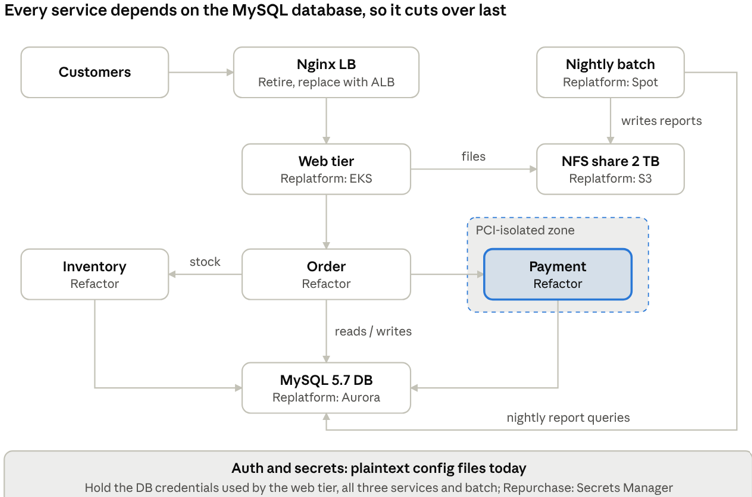 Every service depends on the MySQL database, so it cuts over last
Customers
Nginx LB
Retire, replace with ALB
Nightly batch
Replatform: Spot
writes reports
Web tier
Replatform: EKS
files
NFS share 2 TB
Replatform: S3
PCI-isolated zone
Inventory
Refactor
stock
Order
Refactor
Payment
Refactor
reads / writes
MySQL 5.7 DB
Replatform: Aurora
nightly report queries
Auth and secrets: plaintext config files today
Hold the DB credentials used by the web tier, all three services and batch; Repurchase: Secrets Manager